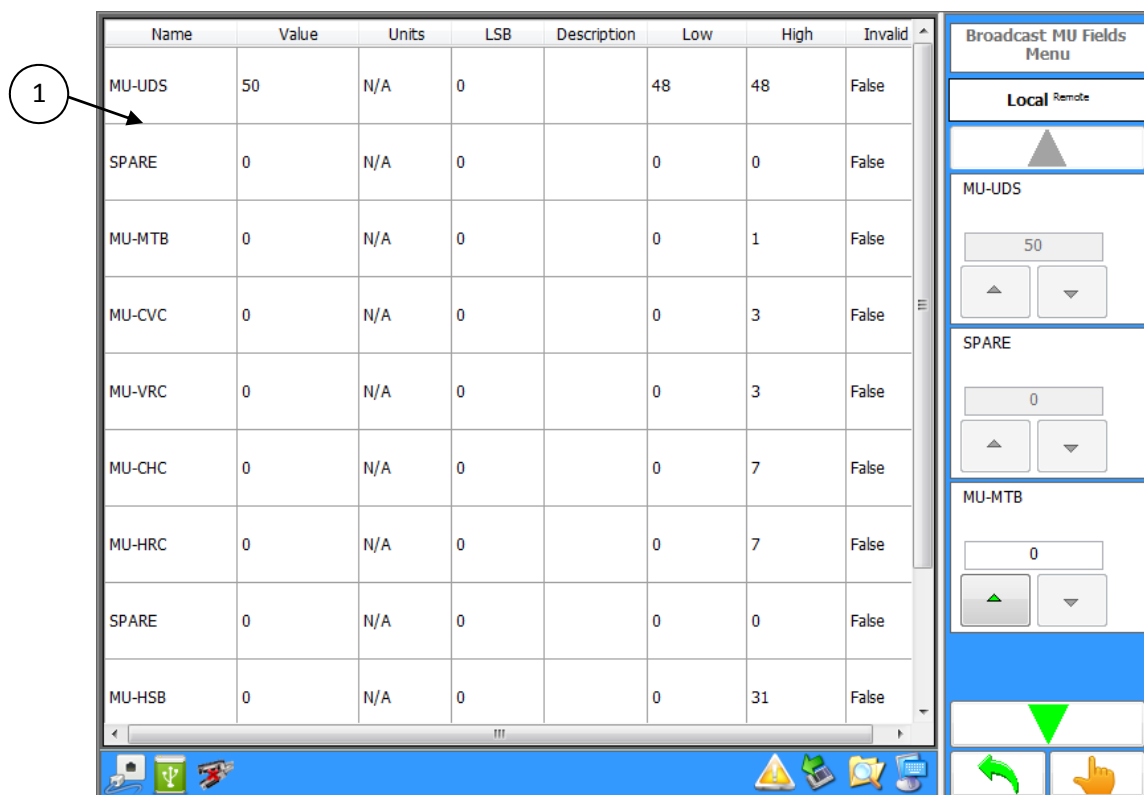 Name Value Units LSB Description Low High Invalid
MU-UDS 50 N/A 0 48 48 False
SPARE 0 N/A 0 0 0 False
MU-MTB 0 N/A 0 0 1 False
MU-CVC 0 N/A 0 0 3 False
MU-VRC 0 N/A 0 0 3 False
MU-CHC 0 N/A 0 0 7 False
MU-HRC 0 N/A 0 0 7 False
SPARE 0 N/A 0 0 0 False
MU-HSB 0 N/A 0 0 31 False
1
Broadcast MU Fields
Menu
Local Remote
MU-UDS
50
SPARE
0
MU-MTB
0